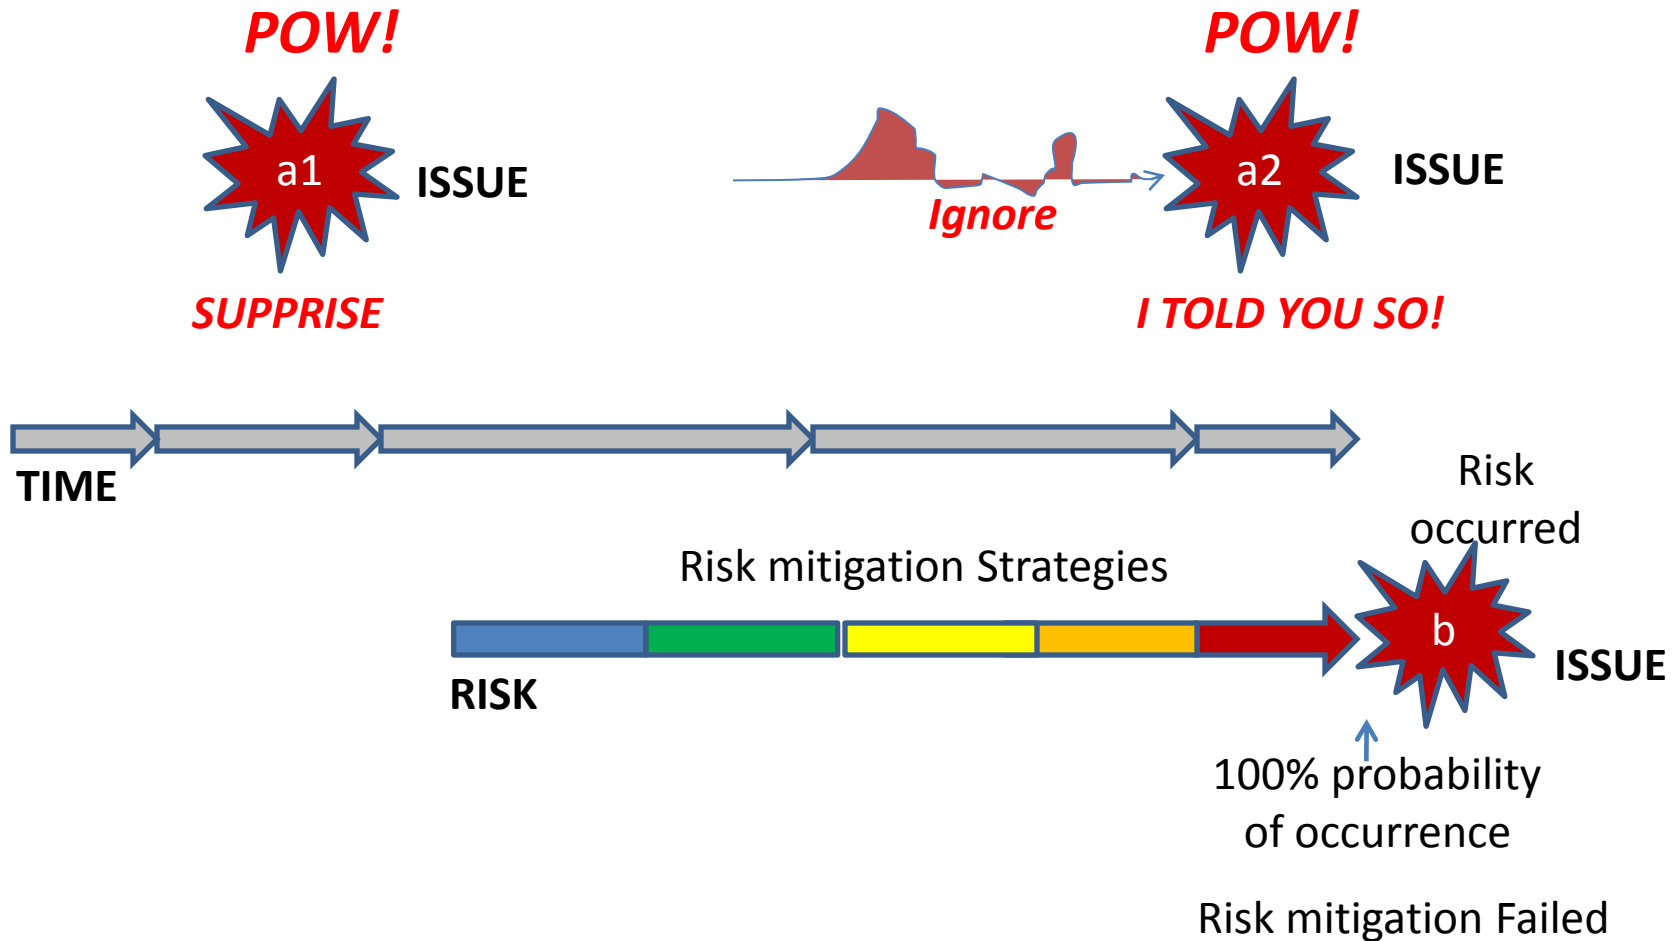 POW!
POW!
a1
ISSUE
a2
ISSUE
Ignore
SUPPRISE
I TOLD YOU SO!
TIME
Risk
occurred
Risk mitigation Strategies
b
ISSUE
RISK
100% probability
of occurrence
Risk mitigation Failed